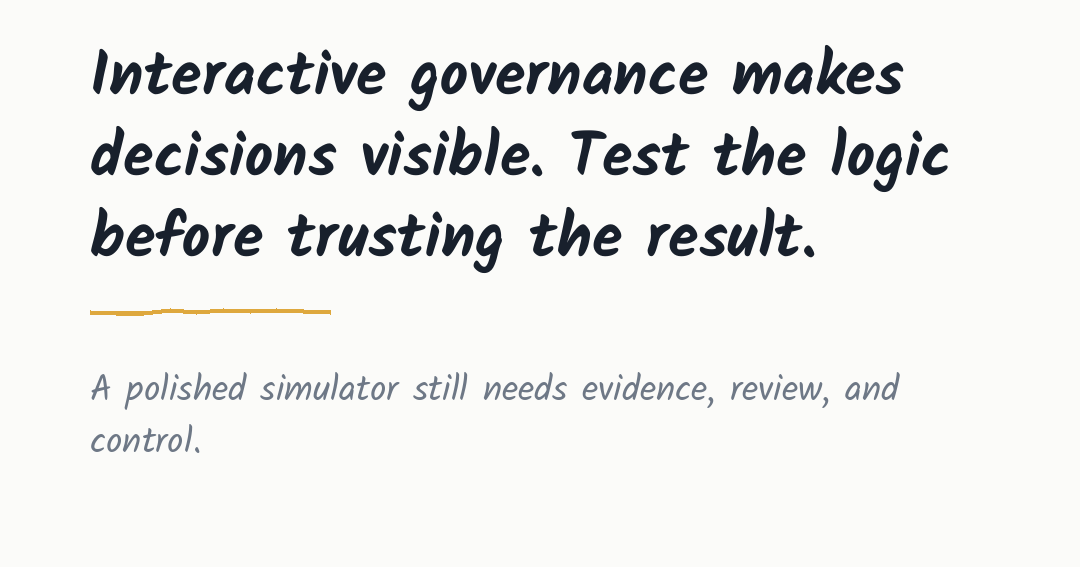 Interactive governance makes
decisions visible. Test the logic
before trusting the result.
A polished simulator still needs evidence, review, and
control.